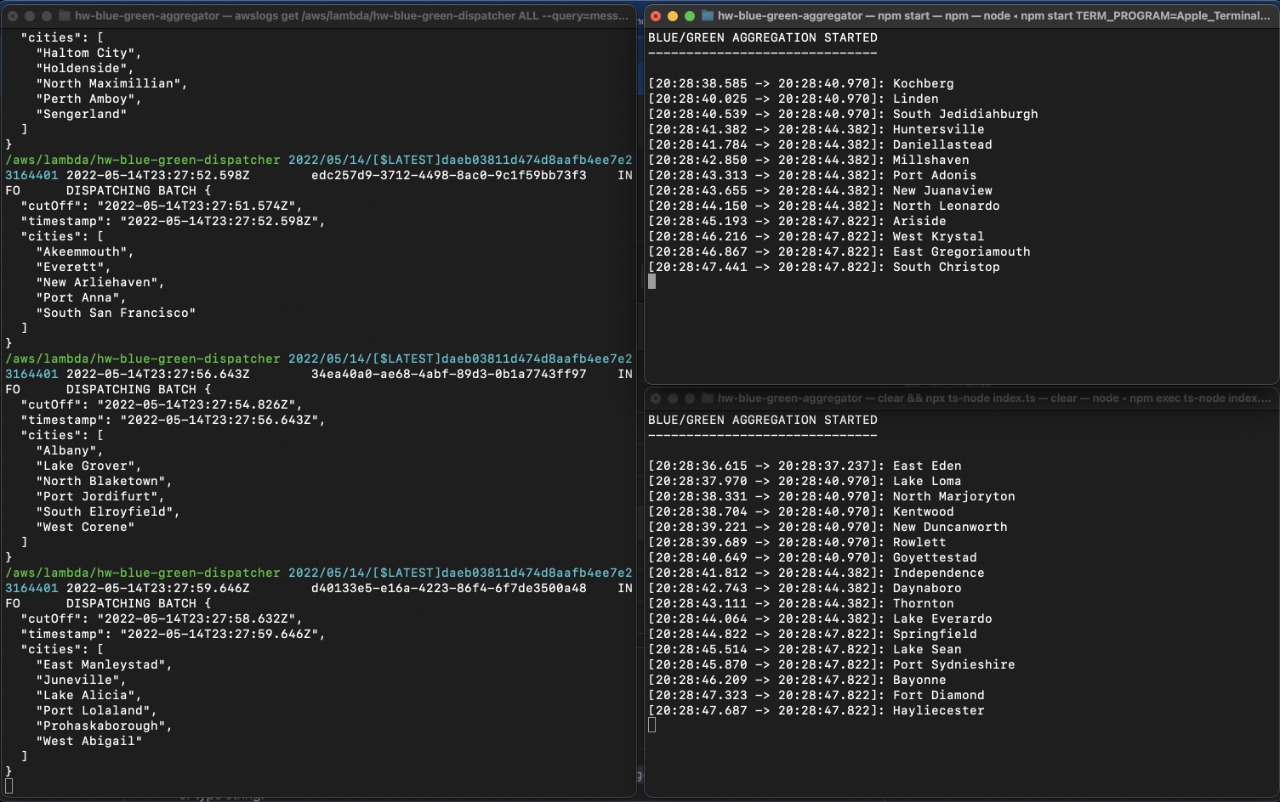 hw-blue-green-aggregator — awslogs get /aws/lambda/hw-blue-green-dispatcher ALL --query=mess...
"cities": [
"Haltom City",
"Holdenside",
"North Maximillian",
"Perth Amboy",
"Sengerland"
]
}
/aws/lambda/hw-blue-green-dispatcher 2022/05/14/[$LATEST]daeb03811d474d8aafb4ee7e2
3164401 2022-05-14T23:27:52.598Z edc257d9-3712-4498-8ac0-9c1f59bb73f3 IN
FO DISPATCHING BATCH {
"cutOff": "2022-05-14T23:27:51.574Z",
"timestamp": "2022-05-14T23:27:52.598Z",
"cities": [
"Akeemmouth",
"Everett",
"New Arliehaven",
"Port Anna",
"South San Francisco"
]
}
/aws/lambda/hw-blue-green-dispatcher 2022/05/14/[$LATEST]daeb03811d474d8aafb4ee7e2
3164401 2022-05-14T23:27:56.643Z 34ea40a0-ae68-4abf-89d3-0b1a7743ff97 IN
FO DISPATCHING BATCH {
"cutOff": "2022-05-14T23:27:54.826Z",
"timestamp": "2022-05-14T23:27:56.643Z",
"cities": [
"Albany",
"Lake Grover",
"North Blaketown",
"Port Jordifurt",
"South Elroyfield",
"West Corene"
]
}
/aws/lambda/hw-blue-green-dispatcher 2022/05/14/[$LATEST]daeb03811d474d8aafb4ee7e2
3164401 2022-05-14T23:27:59.646Z d40133e5-e16a-4223-86f4-6f7de3500a48 IN
FO DISPATCHING BATCH {
"cutOff": "2022-05-14T23:27:58.632Z",
"timestamp": "2022-05-14T23:27:59.646Z",
"cities": [
"East Manleystad",
"Juneville",
"Lake Alicia",
"Port Lolaland",
"Prohaskaborough",
"West Abigail"
]
}
hw-blue-green-aggregator — npm start — npm — node • npm start TERM_PROGRAM=Apple_Terminal...
BLUE/GREEN AGGREGATION STARTED
------------------------------
[20:28:38.585 -> 20:28:40.970]: Kochberg
[20:28:40.025 -> 20:28:40.970]: Linden
[20:28:40.539 -> 20:28:40.970]: South Jedidiahburgh
[20:28:41.382 -> 20:28:44.382]: Huntersville
[20:28:41.784 -> 20:28:44.382]: Daniellastead
[20:28:42.850 -> 20:28:44.382]: Millshaven
[20:28:43.313 -> 20:28:44.382]: Port Adonis
[20:28:43.655 -> 20:28:44.382]: New Juanaview
[20:28:44.150 -> 20:28:44.382]: North Leonardo
[20:28:45.193 -> 20:28:47.822]: Ariside
[20:28:46.216 -> 20:28:47.822]: West Krystal
[20:28:46.867 -> 20:28:47.822]: East Gregoriamouth
[20:28:47.441 -> 20:28:47.822]: South Christop
hw-blue-green-aggregator — clear && npx ts-node index.ts — clear — node • npm exec ts-node index....
BLUE/GREEN AGGREGATION STARTED
------------------------------
[20:28:36.615 -> 20:28:37.237]: East Eden
[20:28:37.970 -> 20:28:40.970]: Lake Loma
[20:28:38.331 -> 20:28:40.970]: North Marjoryton
[20:28:38.704 -> 20:28:40.970]: Kentwood
[20:28:39.221 -> 20:28:40.970]: New Duncanworth
[20:28:39.689 -> 20:28:40.970]: Rowlett
[20:28:40.649 -> 20:28:40.970]: Goyettestad
[20:28:41.812 -> 20:28:44.382]: Independence
[20:28:42.743 -> 20:28:44.382]: Daynaboro
[20:28:43.111 -> 20:28:44.382]: Thornton
[20:28:44.064 -> 20:28:44.382]: Lake Everardo
[20:28:44.822 -> 20:28:47.822]: Springfield
[20:28:45.514 -> 20:28:47.822]: Lake Sean
[20:28:45.870 -> 20:28:47.822]: Port Sydnieshire
[20:28:46.209 -> 20:28:47.822]: Bayonne
[20:28:47.323 -> 20:28:47.822]: Fort Diamond
[20:28:47.687 -> 20:28:47.822]: Hayliecester